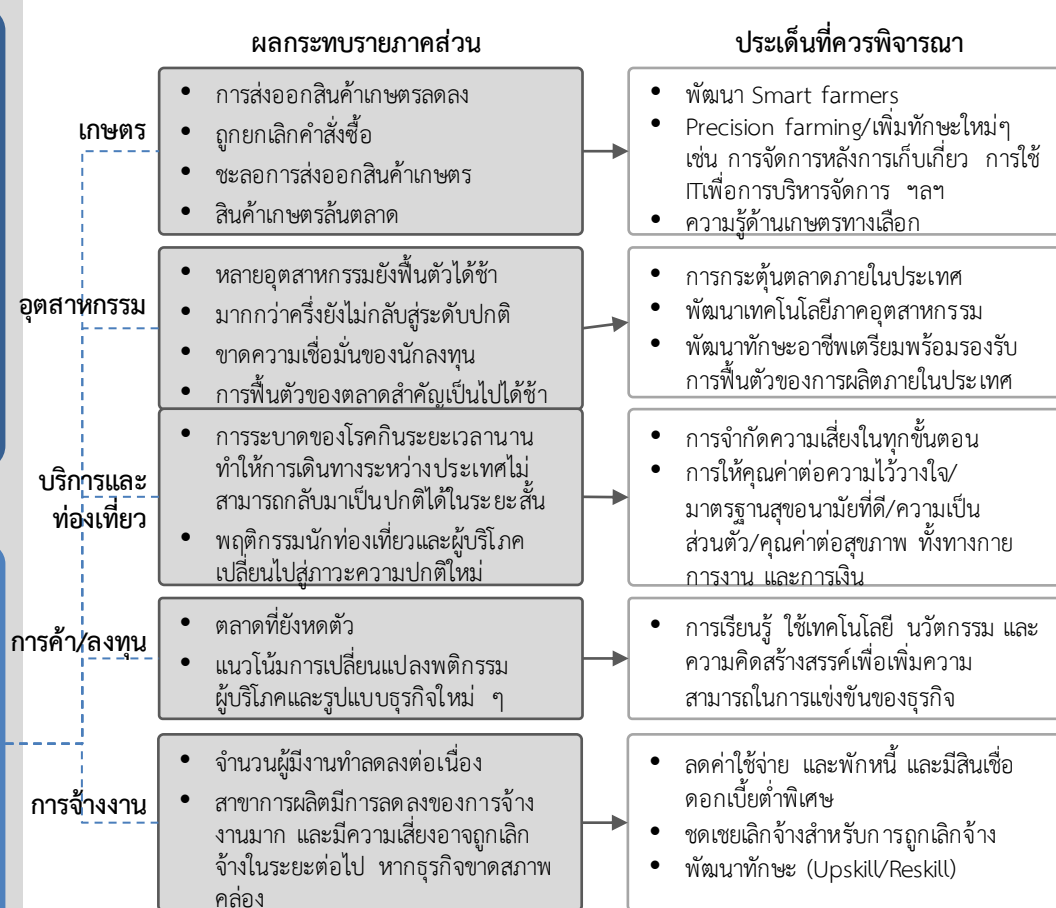 ผลกระทบรายภาคส่วน
ประเด็นที่ควรพิจารณา
เกษตร
• การส่งออกสินค้าเกษตรลดลง
• ถูกยกเลิกคำสั่งซื้อ
• ชะลอการส่งออกสินค้าเกษตร
• สินค้าเกษตรล้นตลาด
• พัฒนา Smart farmers
• Precision farming/เพิ่มทักษะใหม่ๆ
เช่น การจัดการหลังการเก็บเกี่ยว การใช้
ITเพื่อการบริหารจัดการ ฯลฯ
• ความรู้ด้านเกษตรทางเลือก
อุตสาหกรรม
• หลายอุตสาหกรรมยังฟื้นตัวได้ช้า
• มากกว่าครึ่งยังไม่กลับสู่ระดับปกติ
• ขาดความเชื่อมั่นของนักลงทุน
• การฟื้นตัวของตลาดสำคัญเป็นไปได้ช้า
• การกระตุ้นตลาดภายในประเทศ
• พัฒนาเทคโนโลยีภาคอุตสาหกรรม
• พัฒนาทักษะอาชีพเตรียมพร้อมรองรับ
การฟื้นตัวของการผลิตภายในประเทศ
บริการและ
ท่องเที่ยว
• การระบาดของโรคกินระยะเวลานาน
ทำให้การเดินทางระหว่างประเทศไม่
สามารถกลับมาเป็นปกติได้ในระยะสั้น
• พฤติกรรมนักท่องเที่ยวและผู้บริโภค
เปลี่ยนไปสู่ภาวะความปกติใหม่
• การจำกัดความเสี่ยงในทุกขั้นตอน
• การให้คุณค่าต่อความไว้วางใจ/
มาตรฐานสุขอนามัยที่ดี/ความเป็น
ส่วนตัว/คุณค่าต่อสุขภาพ ทั้งทางกาย
การงาน และการเงิน
การค้า/ลงทุน
• ตลาดที่ยังหดตัว
• แนวโน้มการเปลี่ยนแปลงพติกรรม
ผู้บริโภคและรูปแบบธุรกิจใหม่ ๆ
• การเรียนรู้ ใช้เทคโนโลยี นวัตกรรม และ
ความคิดสร้างสรรค์เพื่อเพิ่มความ
สามารถในการแข่งขันของธุรกิจ
การจ้างงาน
• จำนวนผู้มีงานทำลดลงต่อเนื่อง
• สาขาการผลิตมีการลดลงของการจ้าง
งานมาก และมีความเสี่ยงอาจถูกเลิก
จ้างในระยะต่อไป หากธุรกิจขาดสภาพ
คล่อง
• ลดค่าใช้จ่าย และพักหนี้ และมีสินเชื่อ
ดอกเบี้ยต่ำพิเศษ
• ชดเชยเลิกจ้างสำหรับการถูกเลิกจ้าง
• พัฒนาทักษะ (Upskill/Reskill)